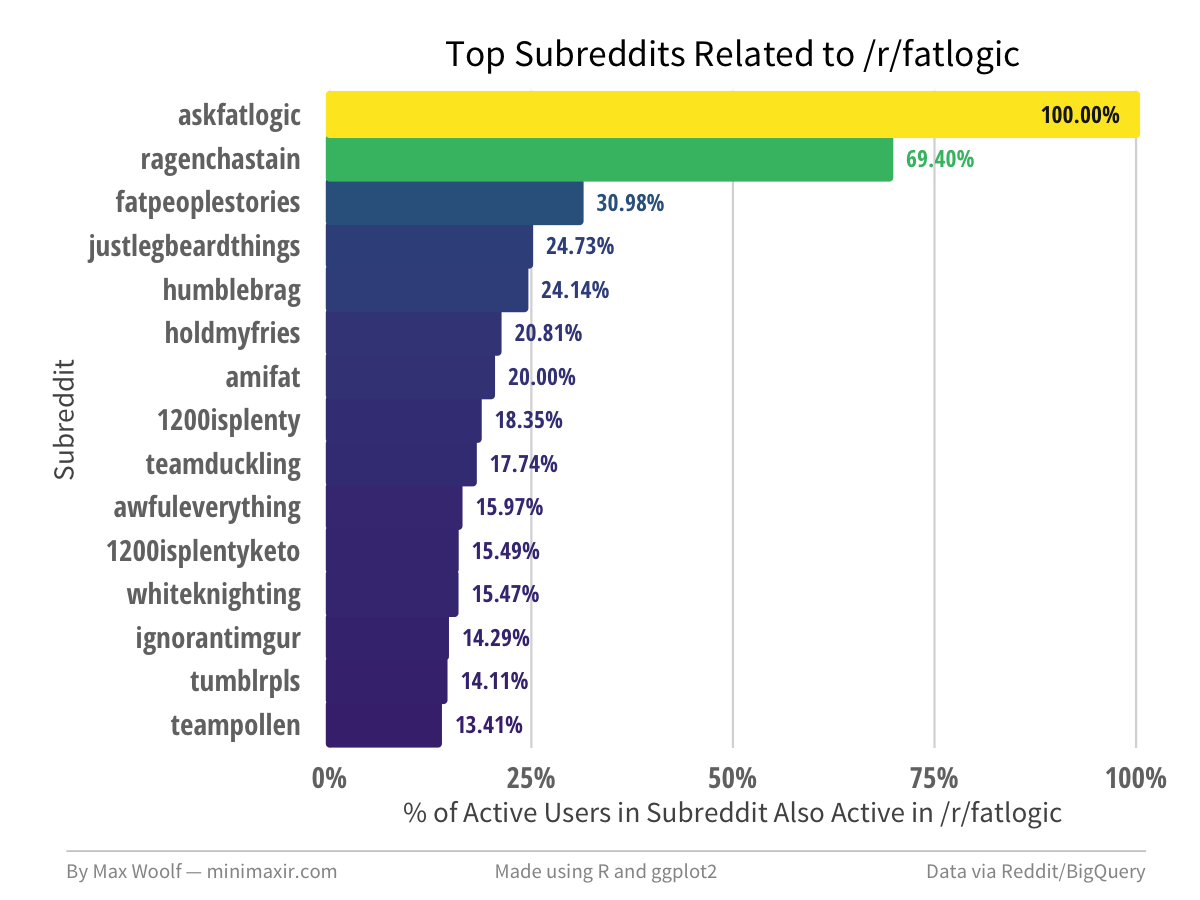 Top Subreddits Related to /r/fatlogic
askfatlogic 100.00%
ragenchastain 69.40%
fatpeoplestories 30.98%
justlegbeardthings 24.73%
humblebrag 24.14%
holdmyfries 20.81%
amifat 20.00%
1200isplenty 18.35%
teamduckling 17.74%
awfuleverything 15.97%
1200isplentyketo 15.49%
whiteknighting 15.47%
ignorantimgur 14.29%
tumblrpls 14.11%
teampollen 13.41%
Subreddit
0% 25% 50% 75% 100%
% of Active Users in Subreddit Also Active in /r/fatlogic
By Max Woolf — minimaxir.com Made using R and ggplot2 Data via Reddit/BigQuery